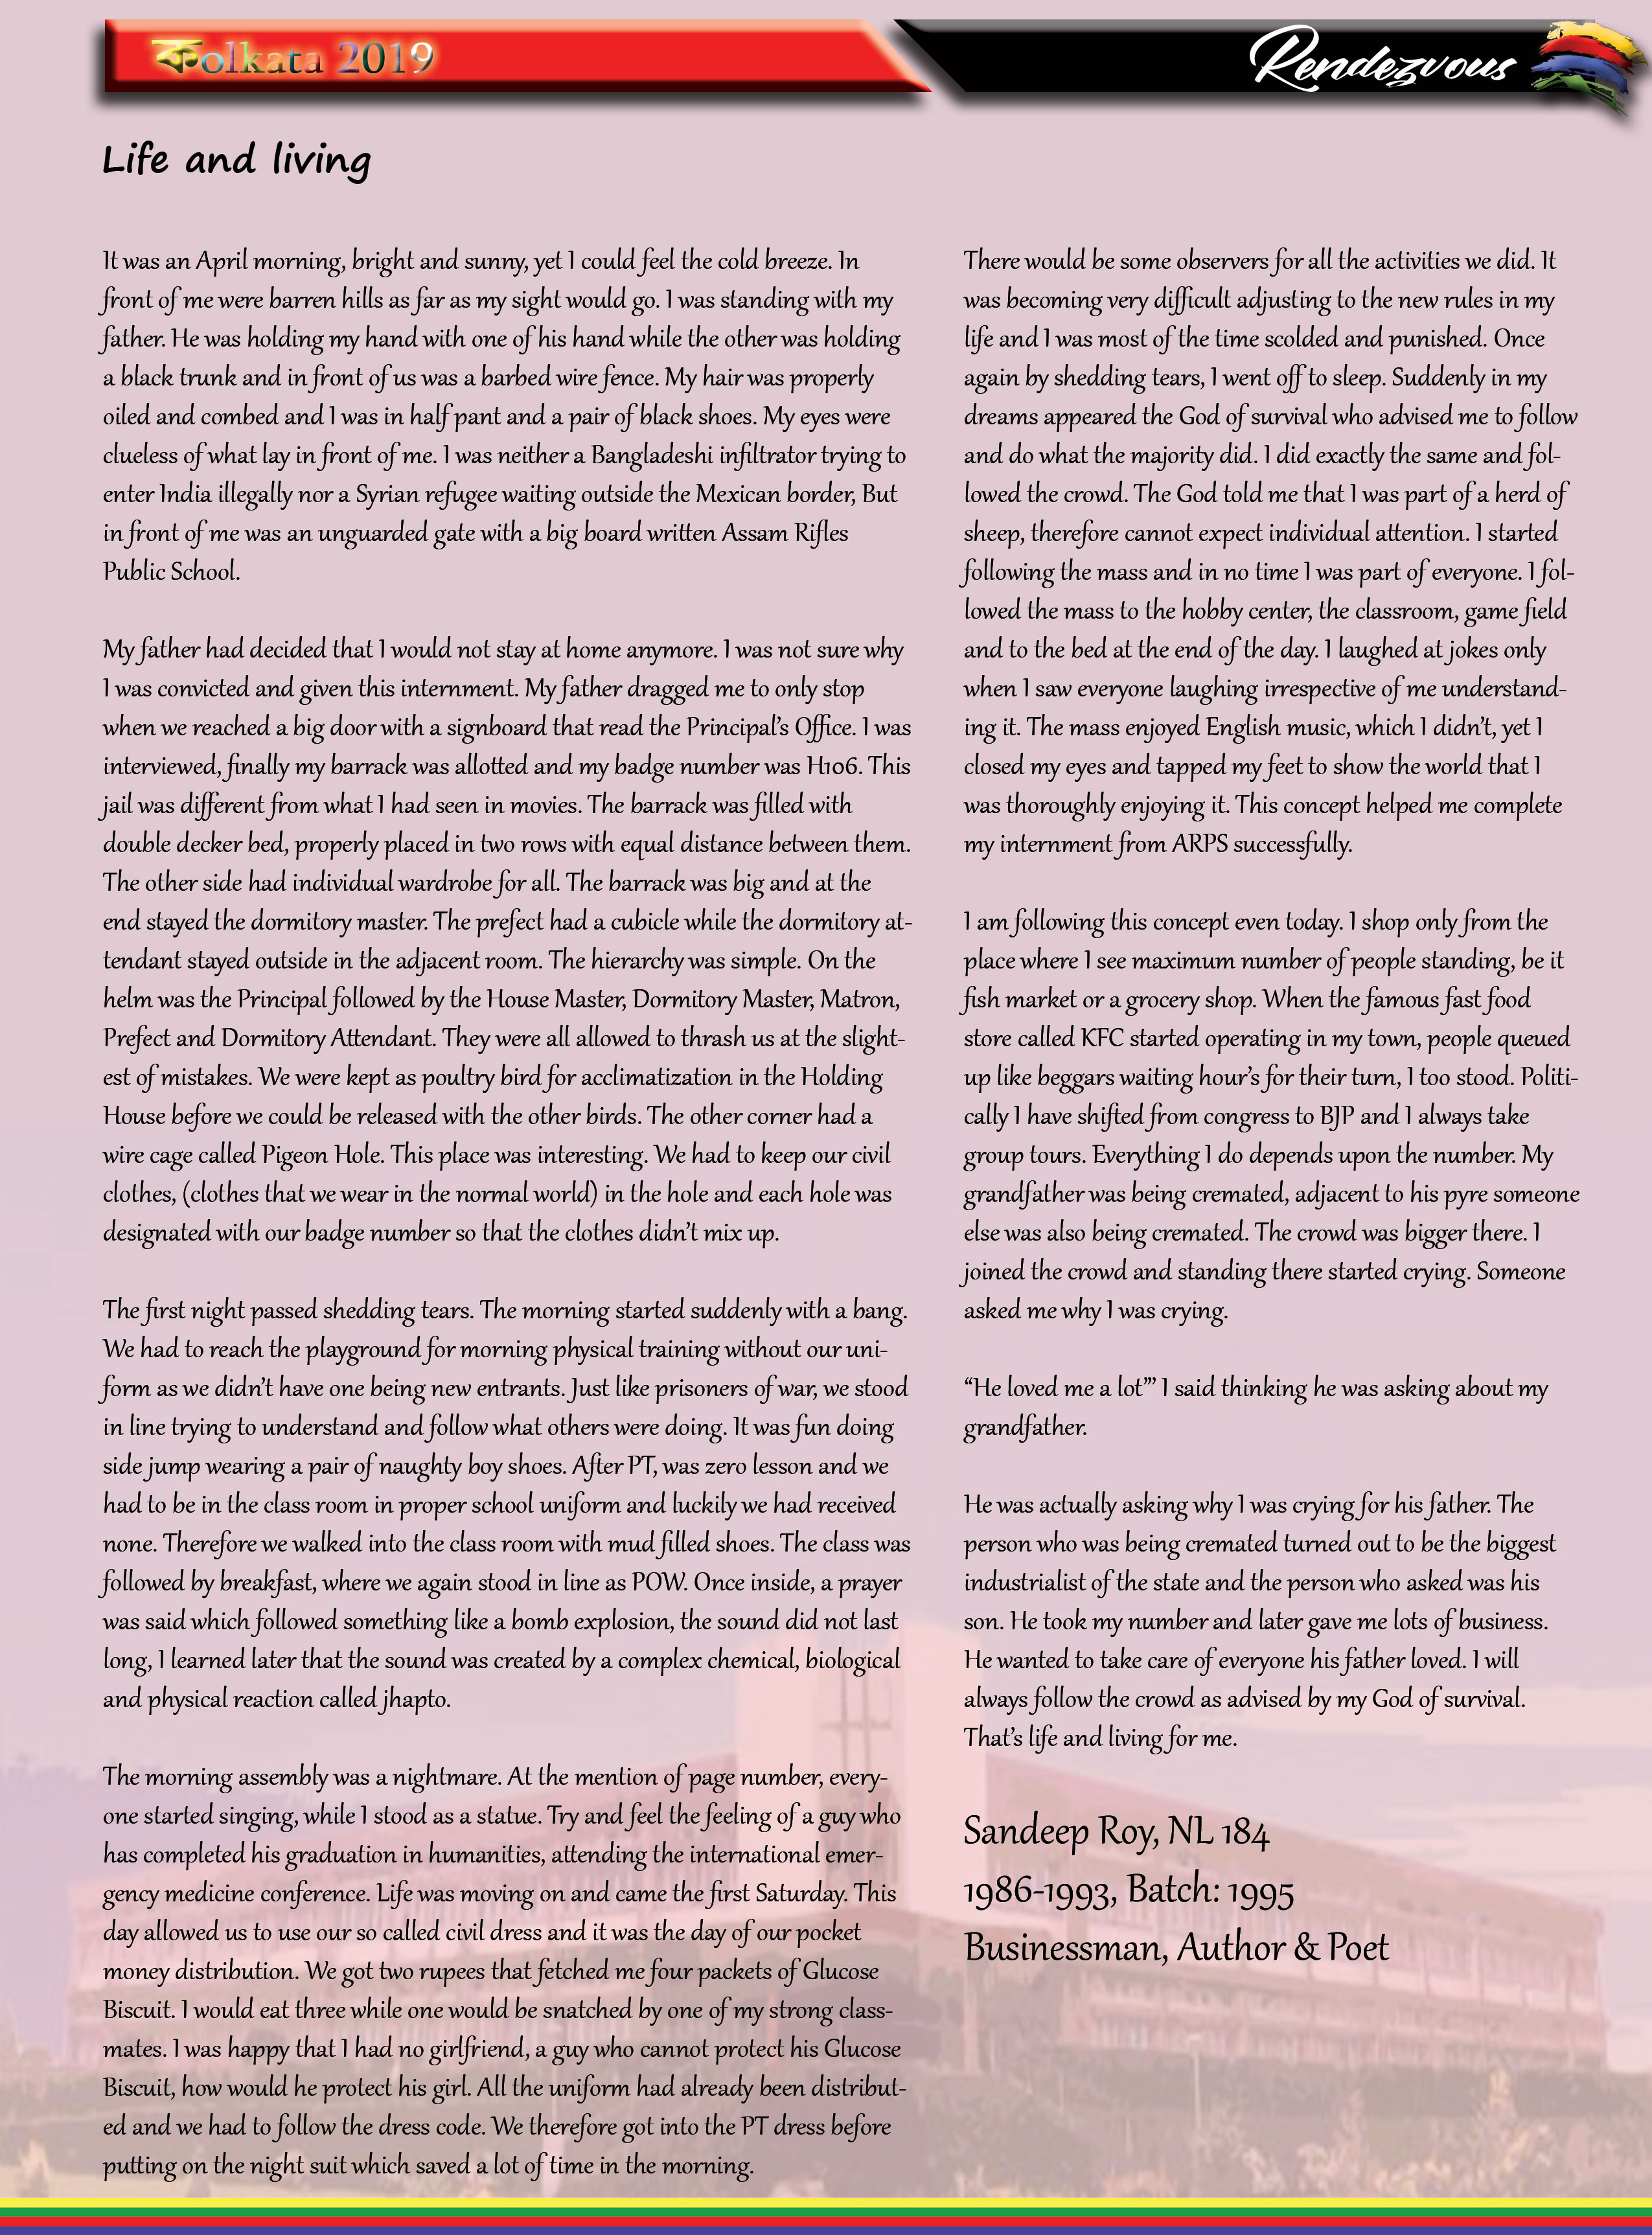 কolkata 2019
Rendezvous
Life and living
It was an April morning, bright and sunny, yet I could feel the cold breeze. In
front of me were barren hills as far as my sight would go. I was standing with my
father. He was holding my hand with one of his hand while the other was holding
a black trunk and in front of us was a barbed wire fence. My hair was properly
oiled and combed and I was in half pant and a pair of black shoes. My eyes were
clueless of what lay in front of me. I was neither a Bangladeshi infiltrator trying to
enter India illegally nor a Syrian refugee waiting outside the Mexican border, But
in front of me was an unguarded gate with a big board written Assam Rifles
Public School.
My father had decided that I would not stay at home anymore. I was not sure why
I was convicted and given this internment. My father dragged me to only stop
when we reached a big door with a signboard that read the Principal’s Office. I was
interviewed, finally my barrack was allotted and my badge number was H106. This
jail was different from what I had seen in movies. The barrack was filled with
double decker bed, properly placed in two rows with equal distance between them.
The other side had individual wardrobe for all. The barrack was big and at the
end stayed the dormitory master. The prefect had a cubicle while the dormitory at-
tendant stayed outside in the adjacent room. The hierarchy was simple. On the
helm was the Principal followed by the House Master, Dormitory Master, Matron,
Prefect and Dormitory Attendant. They were all allowed to thrash us at the slight-
est of mistakes. We were kept as poultry bird for acclimatization in the Holding
House before we could be released with the other birds. The other corner had a
wire cage called Pigeon Hole. This place was interesting. We had to keep our civil
clothes, (clothes that we wear in the normal world) in the hole and each hole was
designated with our badge number so that the clothes didn’t mix up.
The first night passed shedding tears. The morning started suddenly with a bang.
We had to reach the playground for morning physical training without our uni-
form as we didn’t have one being new entrants. Just like prisoners of war, we stood
in line trying to understand and follow what others were doing. It was fun doing
side jump wearing a pair of naughty boy shoes. After PT, was zero lesson and we
had to be in the class room in proper school uniform and luckily we had received
none. Therefore we walked into the class room with mud filled shoes. The class was
followed by breakfast, where we again stood in line as POW. Once inside, a prayer
was said which followed something like a bomb explosion, the sound did not last
long, I learned later that the sound was created by a complex chemical, biological
and physical reaction called jhapto.
The morning assembly was a nightmare. At the mention of page number, every-
one started singing, while I stood as a statue. Try and feel the feeling of a guy who
has completed his graduation in humanities, attending the international emer-
gency medicine conference. Life was moving on and came the first Saturday. This
day allowed us to use our so called civil dress and it was the day of our pocket
money distribution. We got two rupees that fetched me four packets of Glucose
Biscuit. I would eat three while one would be snatched by one of my strong class-
mates. I was happy that I had no girlfriend, a guy who cannot protect his Glucose
Biscuit, how would he protect his girl. All the uniform had already been distribut-
ed and we had to follow the dress code. We therefore got into the PT dress before
putting on the night suit which saved a lot of time in the morning.
There would be some observers for all the activities we did. It
was becoming very difficult adjusting to the new rules in my
life and I was most of the time scolded and punished. Once
again by shedding tears, I went off to sleep. Suddenly in my
dreams appeared the God of survival who advised me to follow
and do what the majority did. I did exactly the same and fol-
lowed the crowd. The God told me that I was part of a herd of
sheep, therefore cannot expect individual attention. I started
following the mass and in no time I was part of everyone. I fol-
lowed the mass to the hobby center, the classroom, game field
and to the bed at the end of the day. I laughed at jokes only
when I saw everyone laughing irrespective of me understand-
ing it. The mass enjoyed English music, which I didn’t, yet I
closed my eyes and tapped my feet to show the world that I
was thoroughly enjoying it. This concept helped me complete
my internment from ARPS successfully.
I am following this concept even today. I shop only from the
place where I see maximum number of people standing, be it
fish market or a grocery shop. When the famous fast food
store called KFC started operating in my town, people queued
up like beggars waiting hour’s for their turn, I too stood. Politi-
cally I have shifted from congress to BJP and I always take
group tours. Everything I do depends upon the number. My
grandfather was being cremated, adjacent to his pyre someone
else was also being cremated. The crowd was bigger there. I
joined the crowd and standing there started crying. Someone
asked me why I was crying.
“He loved me a lot”’ I said thinking he was asking about my
grandfather.
He was actually asking why I was crying for his father. The
person who was being cremated turned out to be the biggest
industrialist of the state and the person who asked was his
son. He took my number and later gave me lots of business.
He wanted to take care of everyone his father loved. I will
always follow the crowd as advised by my God of survival.
That’s life and living for me.
Sandeep Roy, NL 184
1986-1993, Batch: 1995
Businessman, Author & Poet